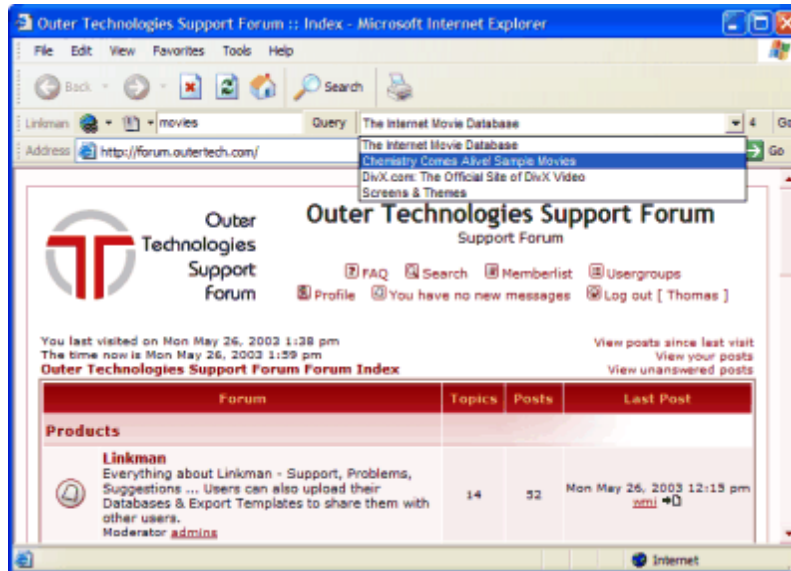 Outer Technologies Support Forum :: Index - Microsoft Internet Explorer
File Edit View Favorites Tools Help
Back Search
Linkman movies Query The Internet Movie Database 4 Go
Address http://forum.outertech.com/ Go
The Internet Movie Database
Chemistry Comes Alive! Sample Movies
DivX.com: The Official Site of DivX Video
Screens & Themes
Outer Technologies Support Forum
Outer Technologies Support Forum
Support Forum
FAQ Search Memberlist Usergroups
Profile You have no new messages Log out [ Thomas ]
You last visited on Mon May 26, 2003 1:38 pm
The time now is Mon May 26, 2003 1:59 pm
Outer Technologies Support Forum Forum Index
View posts since last visit
View your posts
View unanswered posts
Forum Topics Posts Last Post
Products
Linkman
Everything about Linkman - Support, Problems,
Suggestions ... Users can also upload their
Databases & Export Templates to share them with
other users.
Moderator admins
14 52 Mon May 26, 2003 12:15 pm
wmi
Internet